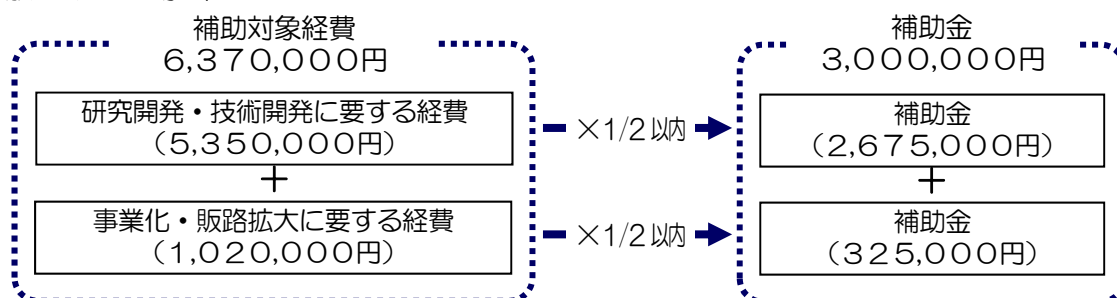 補助対象経費
6,370,000円
研究開発・技術開発に要する経費
(5,350,000円)
+
事業化・販路拡大に要する経費
(1,020,000円)
×1/2以内
×1/2以内
補助金
3,000,000円
補助金
(2,675,000円)
+
補助金
(325,000円)